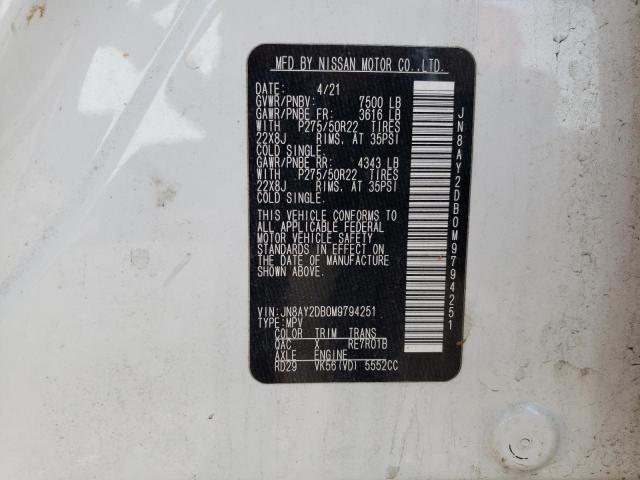 MFD BY NISSAN MOTOR CO.,LTD.
DATE: 4/21
GVWR/PNBV: 7500 LB
GAWR/PNBE FR: 3616 LB
WITH P275/50R22 TIRES
22X8J RIMS. AT 35PSI
COLD SINGLE.
GAWR/PNBE RR: 4343 LB
WITH P275/50R22 TIRES
22X8J RIMS. AT 35PSI
COLD SINGLE.
THIS VEHICLE CONFORMS TO
ALL APPLICABLE FEDERAL
MOTOR VEHICLE SAFETY
STANDARDS IN EFFECT ON
THE DATE OF MANUFACTURE
SHOWN ABOVE.
VIN: JN8AY2DB0M9794251
TYPE: MPV
COLOR TRIM TRANS
QAC X RE7R01B
AXLE ENGINE
RD29 VK56(VD) 5552CC
JN8AY2DB0M9794251